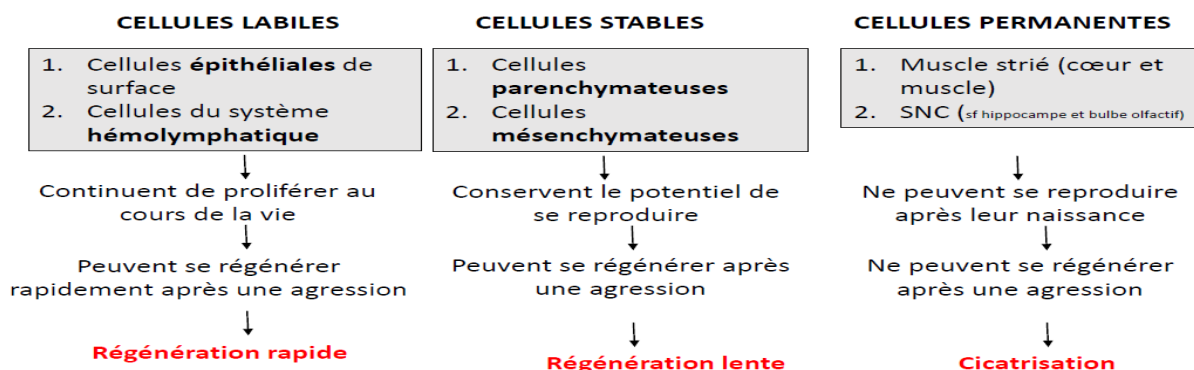 CELLULES LABILES
1. Cellules épithéliales de
surface
2. Cellules du système
hémolymphatique
Continuent de proliférer au
cours de la vie
Peuvent se régénérer
rapidement après une agression
Régénération rapide
CELLULES STABLES
1. Cellules
parenchymateuses
2. Cellules
mésenchymateuses
Conservent le potentiel de
se reproduire
Peuvent se régénérer après
une agression
Régénération lente
CELLULES PERMANENTES
1. Muscle strié (cœur et
muscle)
2. SNC (sf hippocampe et bulbe olfactif)
Ne peuvent se reproduire
après leur naissance
Ne peuvent se régénérer
après une agression
Cicatrisation